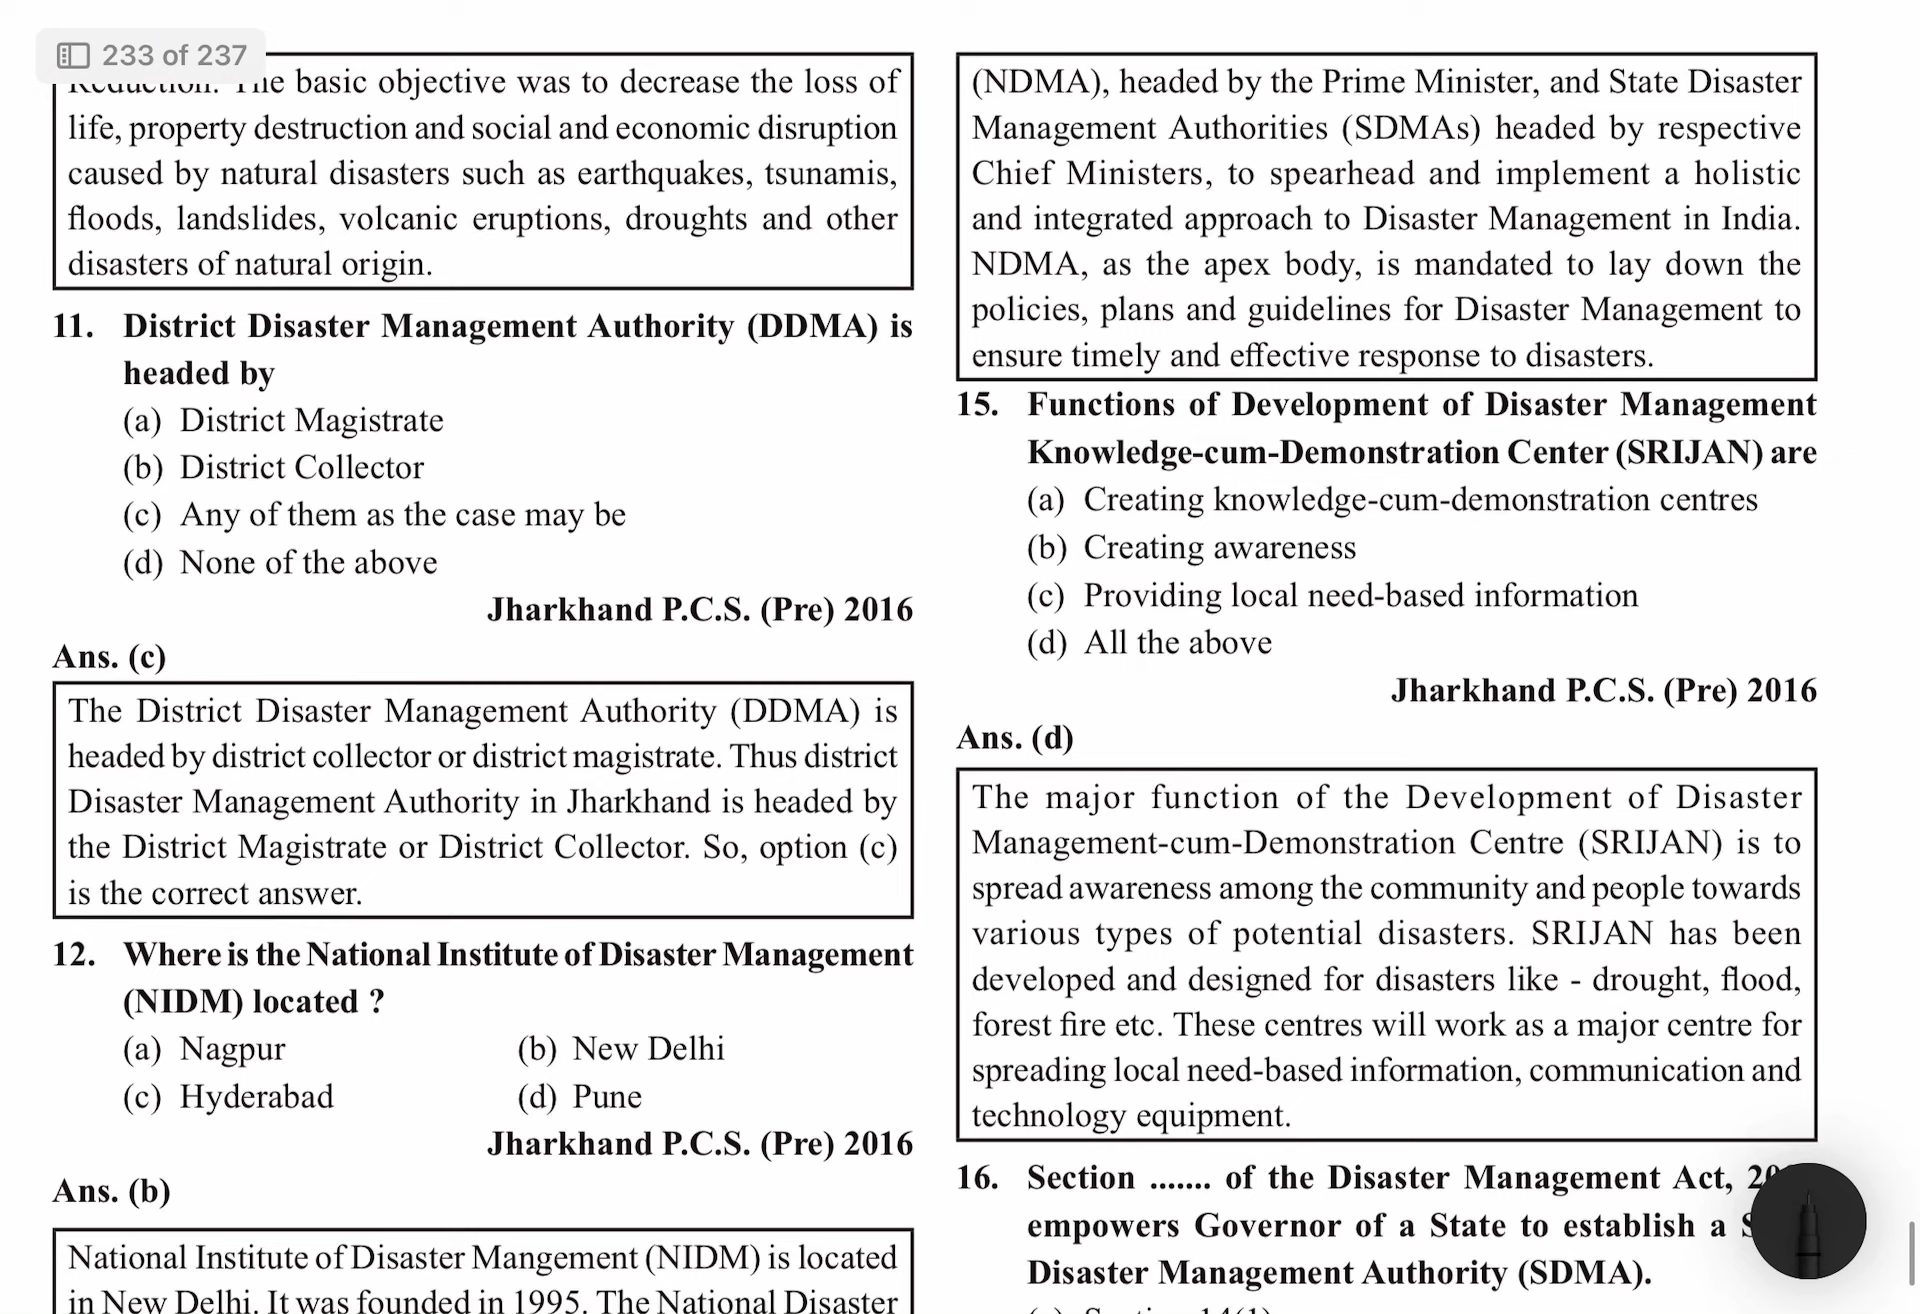 233 of 237
The basic objective was to decrease the loss of
life, property destruction and social and economic disruption
caused by natural disasters such as earthquakes, tsunamis,
floods, landslides, volcanic eruptions, droughts and other
disasters of natural origin.
11. District Disaster Management Authority (DDMA) is
headed by
(a) District Magistrate
(b) District Collector
(c) Any of them as the case may be
(d) None of the above
Jharkhand P.C.S. (Pre) 2016
Ans. (c)
The District Disaster Management Authority (DDMA) is
headed by district collector or district magistrate. Thus district
Disaster Management Authority in Jharkhand is headed by
the District Magistrate or District Collector. So, option (c)
is the correct answer.
12. Where is the National Institute of Disaster Management
(NIDM) located ?
(a) Nagpur (b) New Delhi
(c) Hyderabad (d) Pune
Jharkhand P.C.S. (Pre) 2016
Ans. (b)
National Institute of Disaster Mangement (NIDM) is located
in New Delhi. It was founded in 1995. The National Disaster
(NDMA), headed by the Prime Minister, and State Disaster
Management Authorities (SDMAs) headed by respective
Chief Ministers, to spearhead and implement a holistic
and integrated approach to Disaster Management in India.
NDMA, as the apex body, is mandated to lay down the
policies, plans and guidelines for Disaster Management to
ensure timely and effective response to disasters.
15. Functions of Development of Disaster Management
Knowledge-cum-Demonstration Center (SRIJAN) are
(a) Creating knowledge-cum-demonstration centres
(b) Creating awareness
(c) Providing local need-based information
(d) All the above
Jharkhand P.C.S. (Pre) 2016
Ans. (d)
The major function of the Development of Disaster
Management-cum-Demonstration Centre (SRIJAN) is to
spread awareness among the community and people towards
various types of potential disasters. SRIJAN has been
developed and designed for disasters like - drought, flood,
forest fire etc. These centres will work as a major centre for
spreading local need-based information, communication and
technology equipment.
16. Section ....... of the Disaster Management Act,
empowers Governor of a State to establish a
Disaster Management Authority (SDMA).